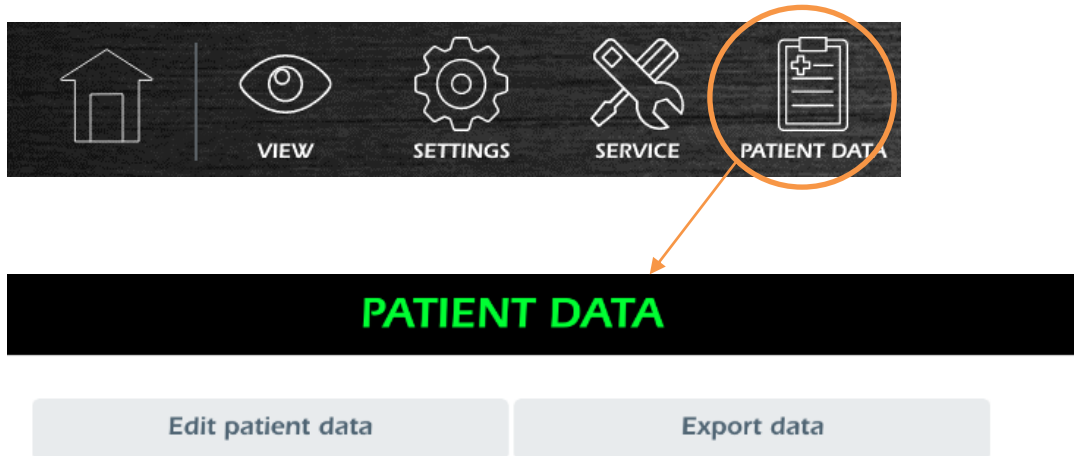 VIEW SETTINGS SERVICE PATIENT DATA
PATIENT DATA
Edit patient data Export data